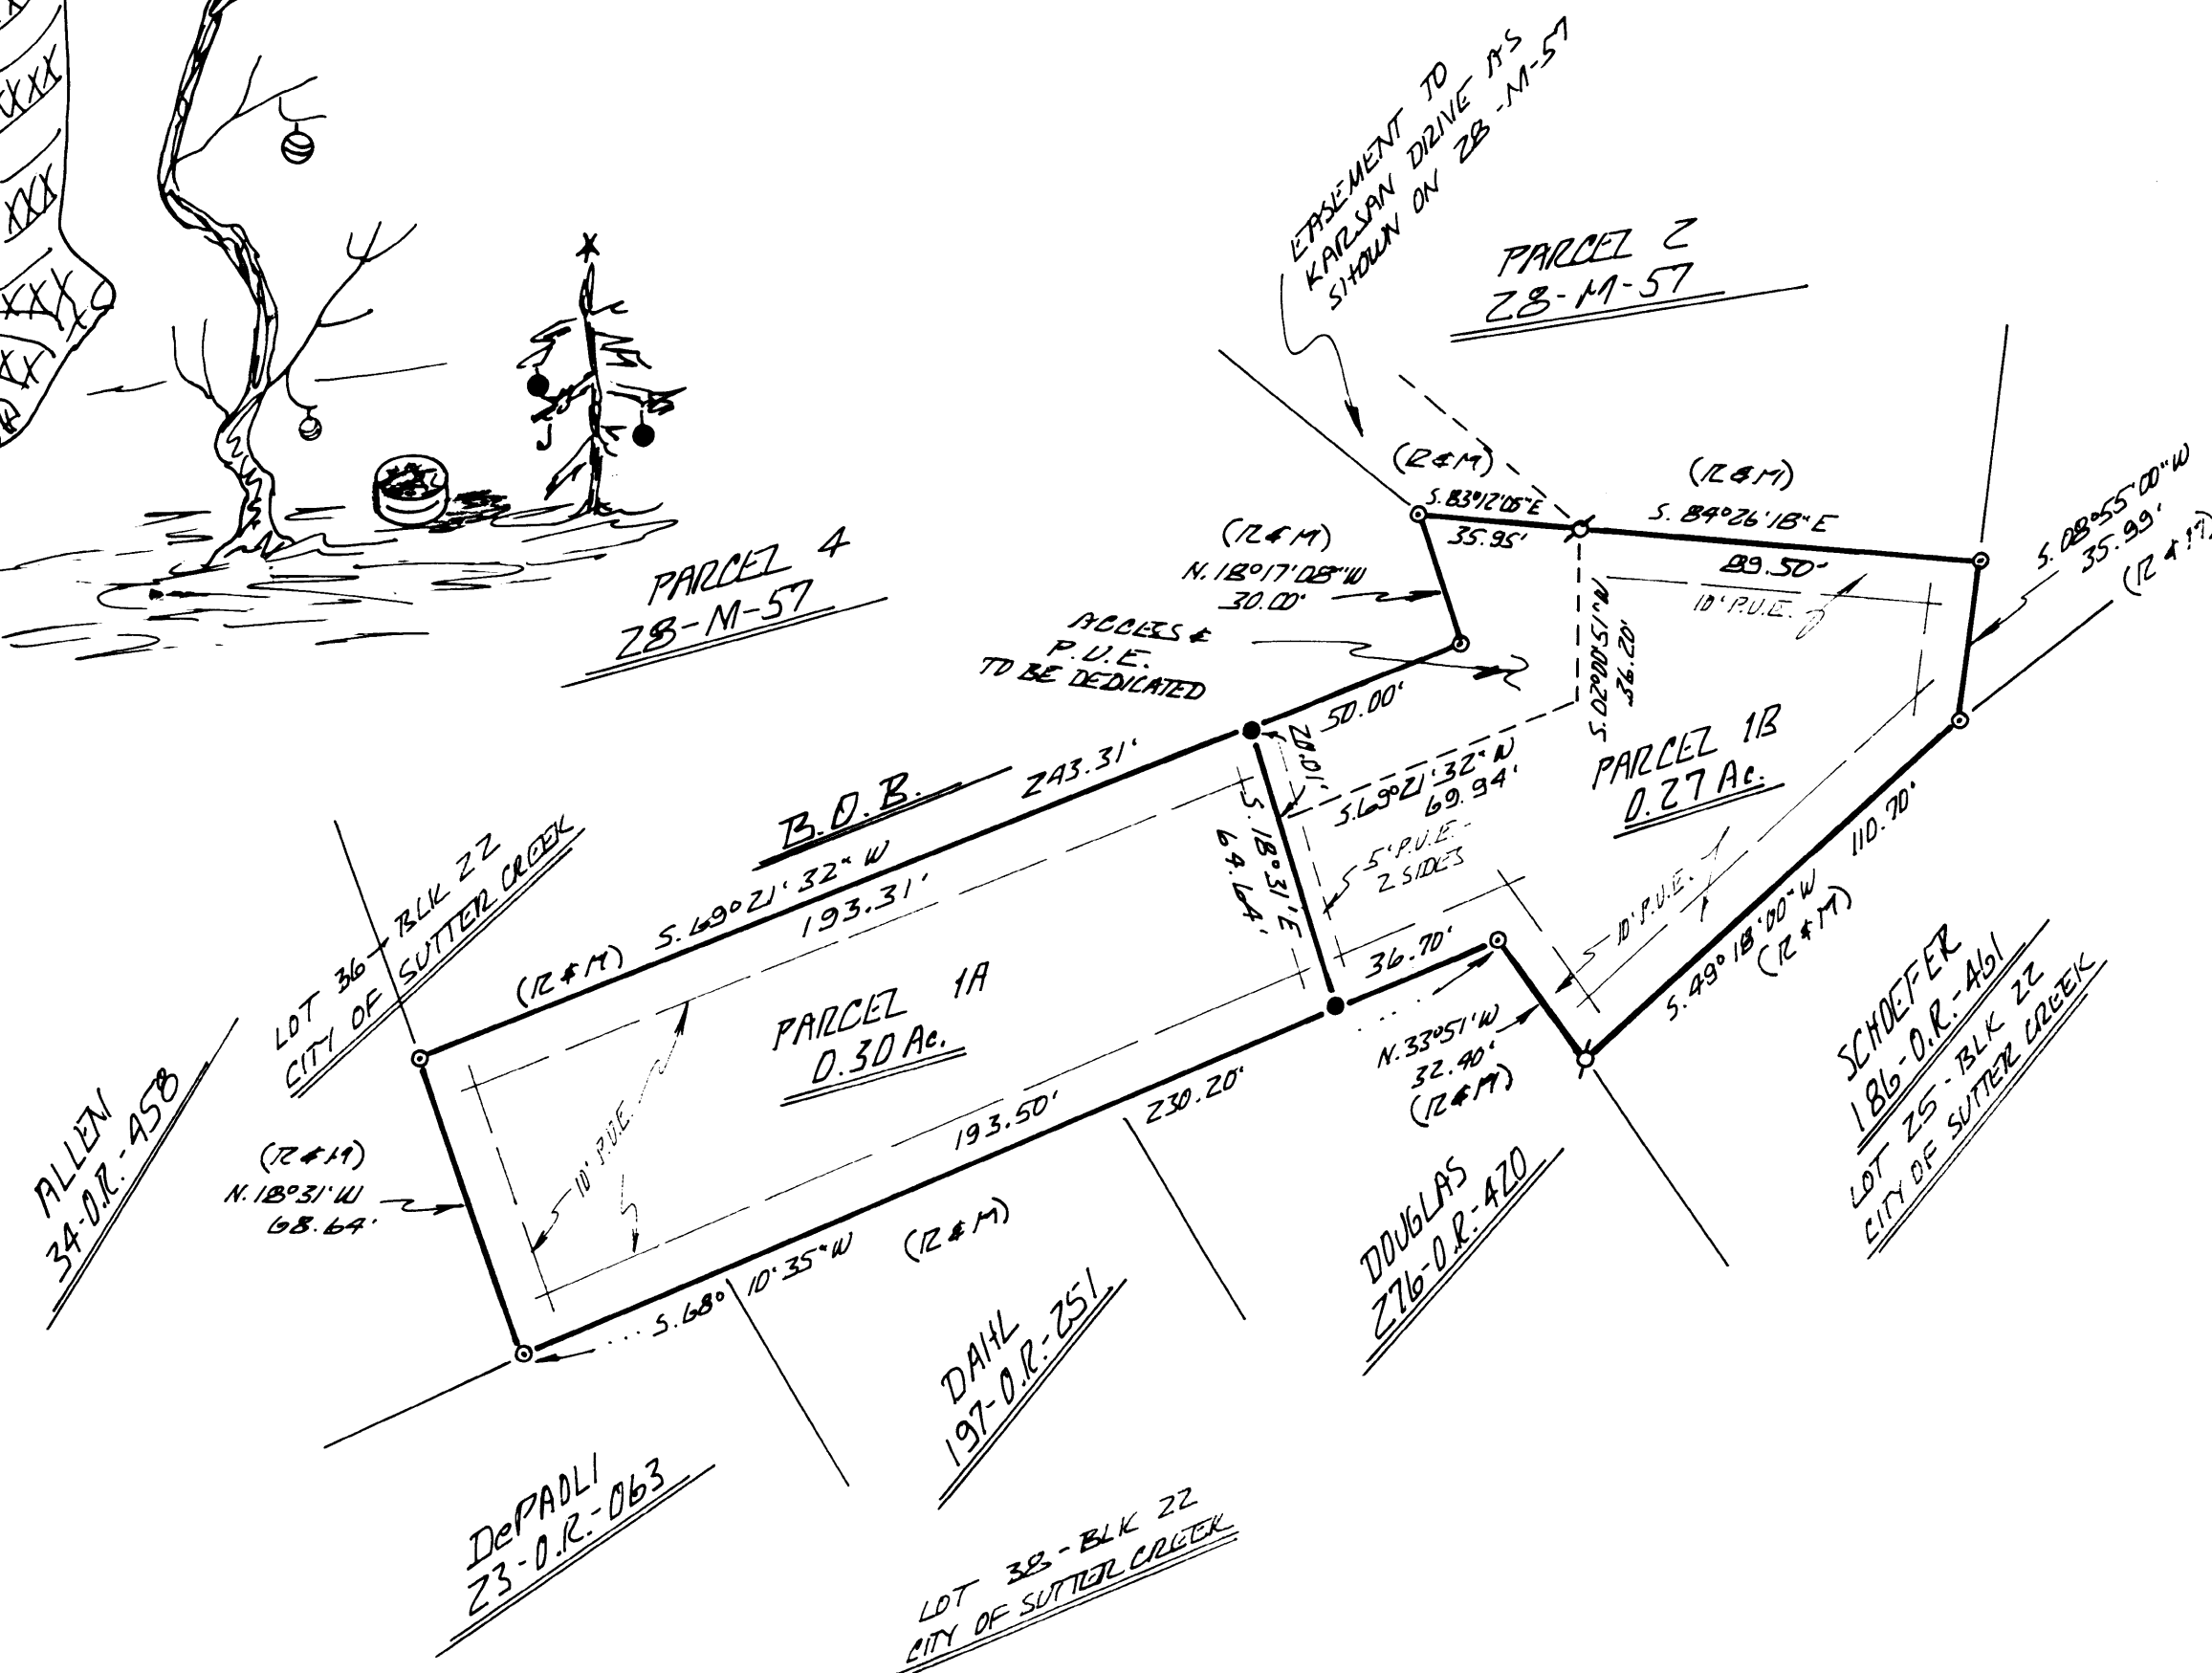 EASEMENT TO
KARSAN DRIVE AS
SHOWN ON 28-M-57
PARCEL 2
28-M-57
PARCEL 4
28-M-57
(R&M)
S. 83°12'05"E
35.95'
(R&M)
S. 84°26'18"E
89.50'
10' P.U.E.
S. 08°55'00"W
35.99'
(R&M)
(R&M)
N. 18°17'08"W
30.00'
ACCESS &
P.U.E.
TO BE DEDICATED
50.00'
S. 02°00'51"W
36.20'
20.01'
S. 69°21'32"W
69.94'
5' P.U.E. -
2 SIDES
PARCEL 1B
0.27 Ac.
110.70'
S. 49°18'00"W
(R&M)
10' P.U.E.
B.O.B.
243.31'
(R&M)
S. 69°21'32" W
193.31'
S. 18°31'E
64.64'
PARCEL 1A
0.30 Ac.
10' P.U.E.
36.70'
N. 33°51'W
32.40'
(R&M)
193.50'
230.20'
S. 68° 10'35"W
(R&M)
(R&M)
N. 18°31'W
68.64'
LOT 36 - BLK 22
CITY OF SUTTER CREEK
ALLEN
34-O.R.-458
DePAOLI
23-O.R.-063
DAHL
197-O.R.-251
DOUGLAS
276-O.R.-420
SCHOEFER
186-O.R.-461
LOT 25-BLK 22
CITY OF SUTTER CREEK
LOT 38-BLK 22
CITY OF SUTTER CREEK